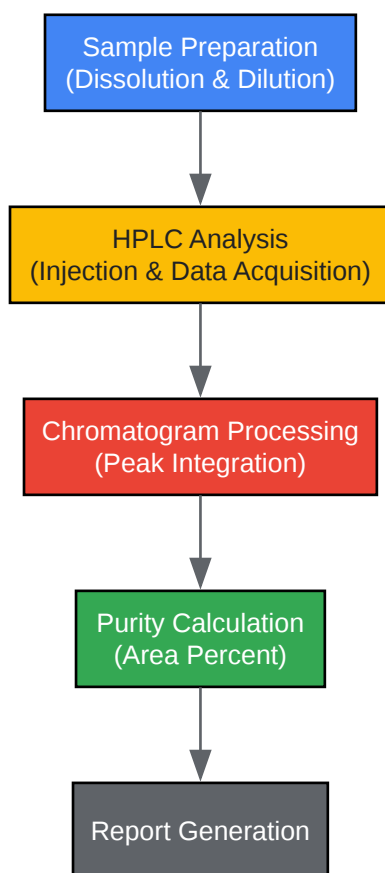 Sample Preparation
(Dissolution & Dilution)
HPLC Analysis
(Injection & Data Acquisition)
Chromatogram Processing
(Peak Integration)
Purity Calculation
(Area Percent)
Report Generation